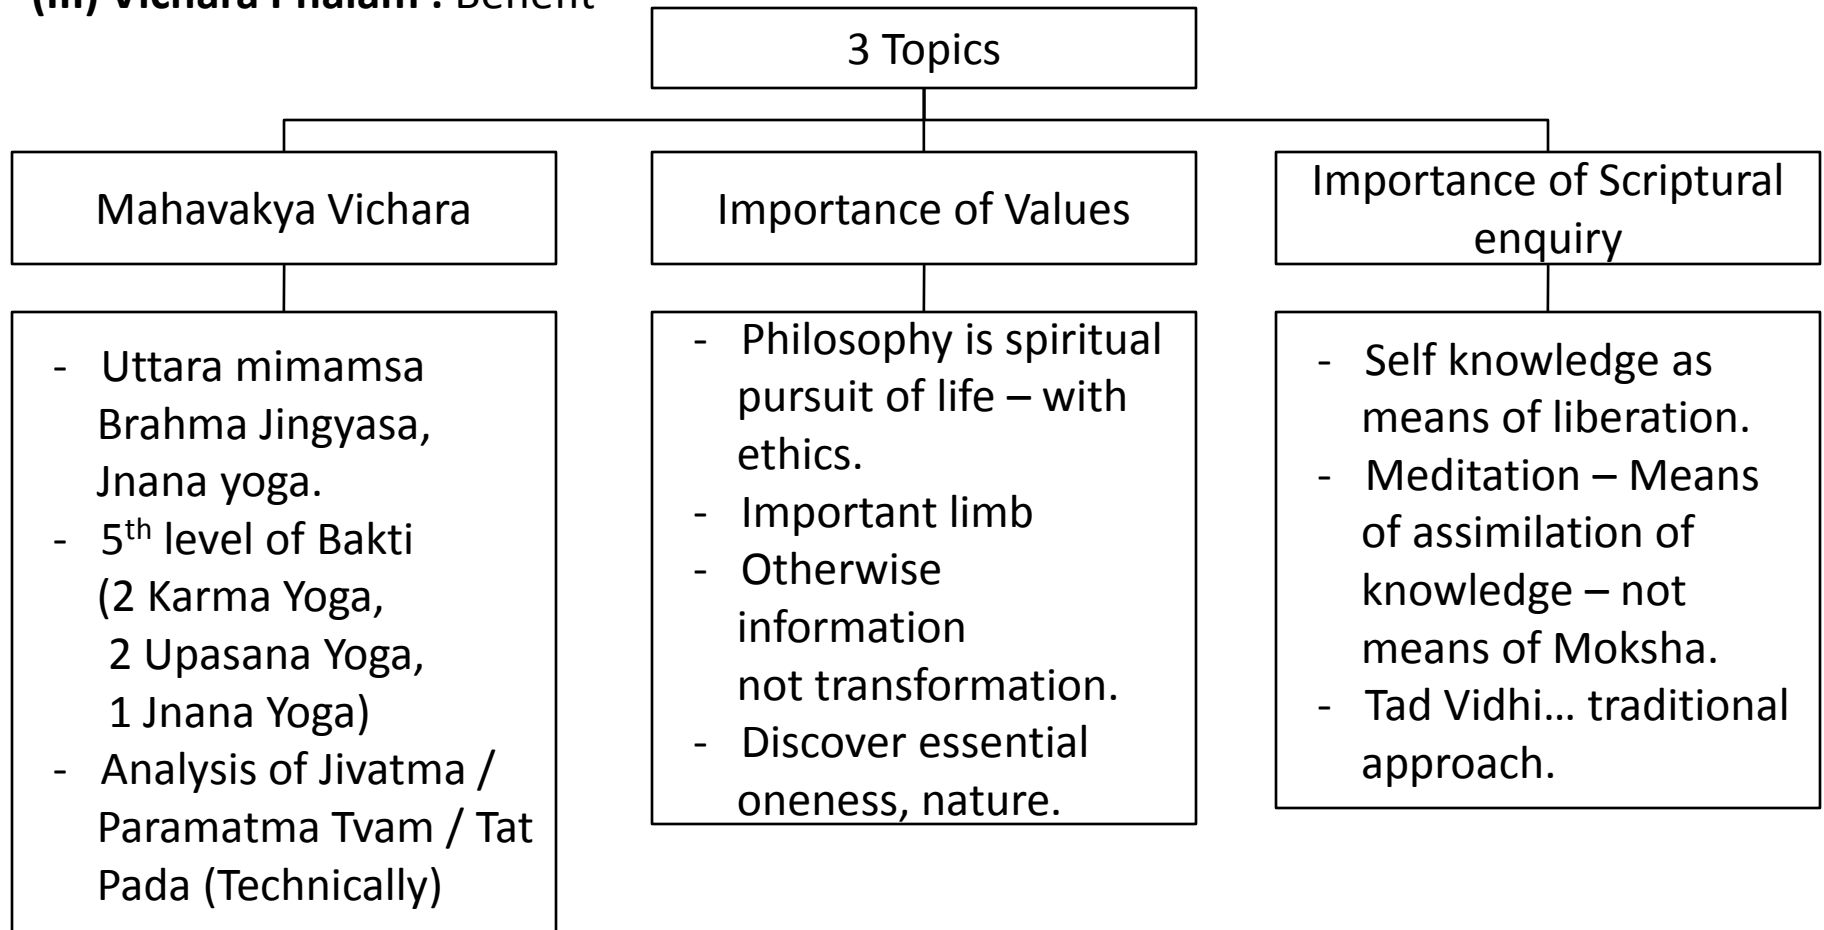 (iii) Vichara Phalam : Benefit
3 Topics
Mahavakya Vichara
Importance of Values
Importance of Scriptural
enquiry
- Uttara mimamsa
Brahma Jingyasa,
Jnana yoga.
- 5th level of Bakti
(2 Karma Yoga,
2 Upasana Yoga,
1 Jnana Yoga)
- Analysis of Jivatma /
Paramatma Tvam / Tat
Pada (Technically)
- Philosophy is spiritual
pursuit of life – with
ethics.
- Important limb
- Otherwise
information
not transformation.
- Discover essential
oneness, nature.
- Self knowledge as
means of liberation.
- Meditation – Means
of assimilation of
knowledge – not
means of Moksha.
- Tad Vidhi... traditional
approach.